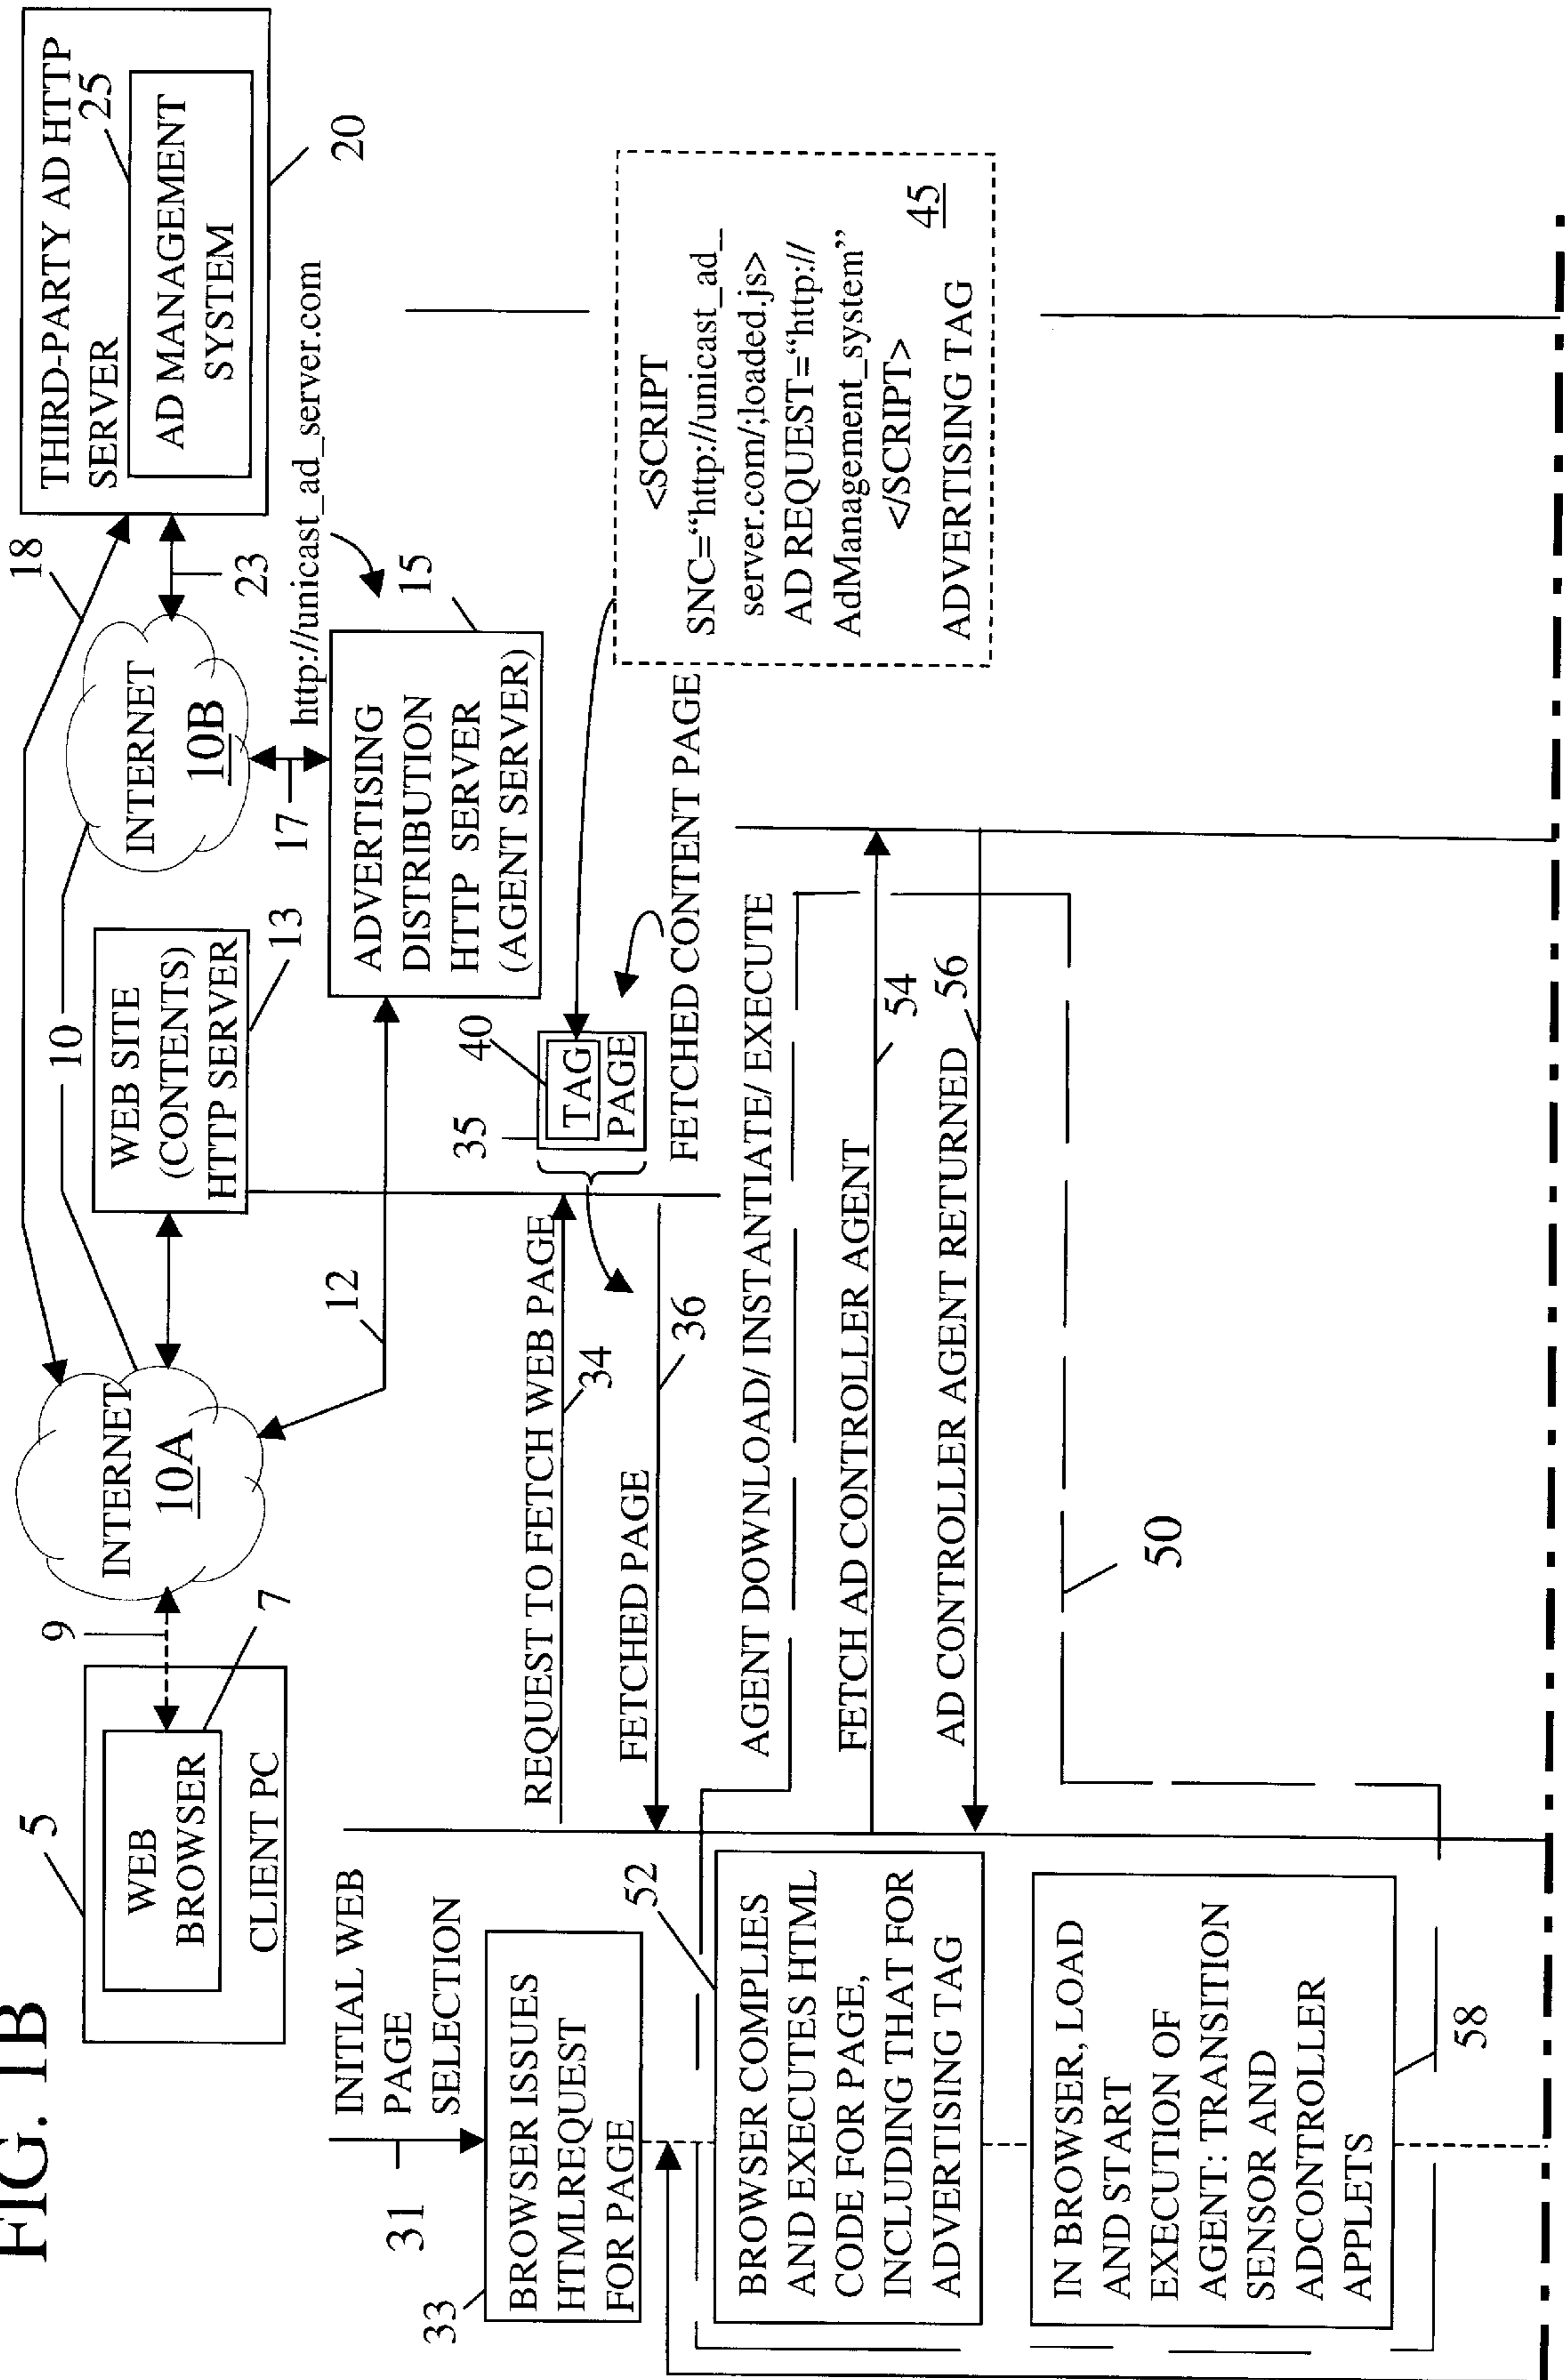 FIG. 1B
5
WEB
BROWSER
CLIENT PC
7
9
INTERNET
10A
10
WEB SITE
(CONTENTS)
HTTP SERVER
13
12
INTERNET
10B
18
23
17
THIRD-PARTY AD HTTP
SERVER
25
AD MANAGEMENT
SYSTEM
20
http://unicast_ad_server.com
15
ADVERTISING
DISTRIBUTION
HTTP SERVER
(AGENT SERVER)
INITIAL WEB
PAGE
SELECTION
31
33
BROWSER ISSUES
HTMLREQUEST
FOR PAGE
REQUEST TO FETCH WEB PAGE
34
FETCHED PAGE
36
35
40
TAG
PAGE
FETCHED CONTENT PAGE
<SCRIPT
SNC=“http://unicast_ad_
server.com/;loaded.js>
AD REQUEST=“http://
AdManagement_system”
</SCRIPT>
ADVERTISING TAG
45
AGENT DOWNLOAD/ INSTANTIATE/ EXECUTE
52
BROWSER COMPLIES
AND EXECUTES HTML
CODE FOR PAGE,
INCLUDING THAT FOR
ADVERTISING TAG
FETCH AD CONTROLLER AGENT
54
AD CONTROLLER AGENT RETURNED
56
50
IN BROWSER, LOAD
AND START
EXECUTION OF
AGENT: TRANSITION
SENSOR AND
ADCONTROLLER
APPLETS
58